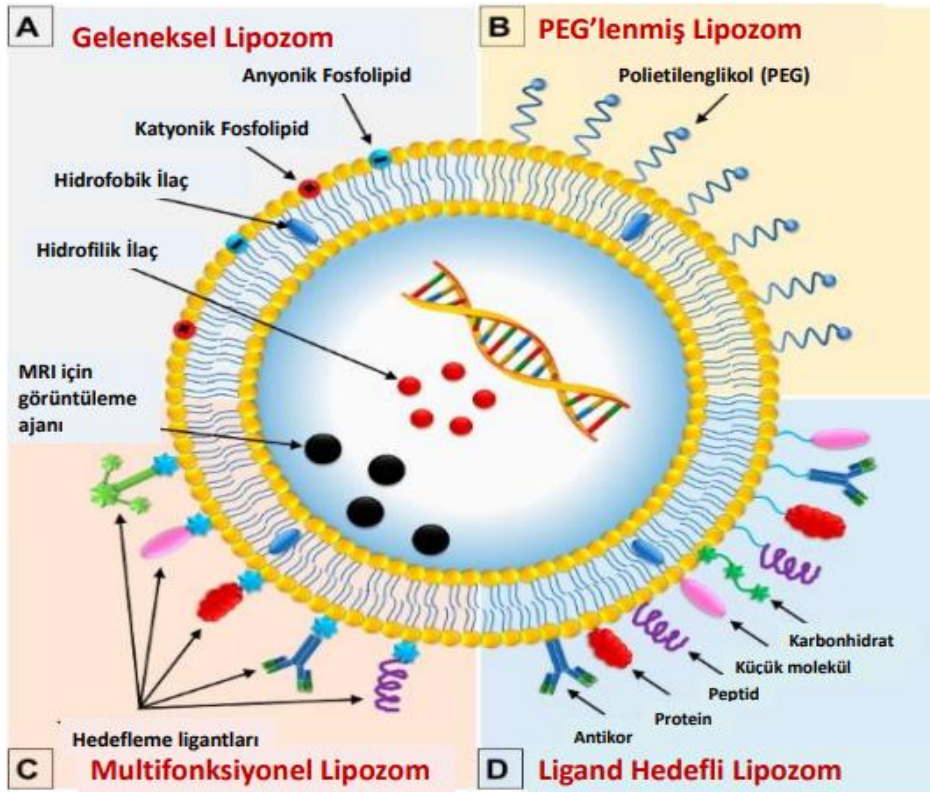 A
Geleneksel Lipozom
Anyonik Fosfolipid
Katyonik Fosfolipid
Hidrofobik İlaç
Hidrofilik İlaç
MRI için
görüntüleme
ajanı
B
PEG'lenmiş Lipozom
Polietilenglikol (PEG)
Hedefleme ligantları
C
Multifonksiyonel Lipozom
Karbonhidrat
Küçük molekül
Peptid
Protein
Antikor
D
Ligand Hedefli Lipozom